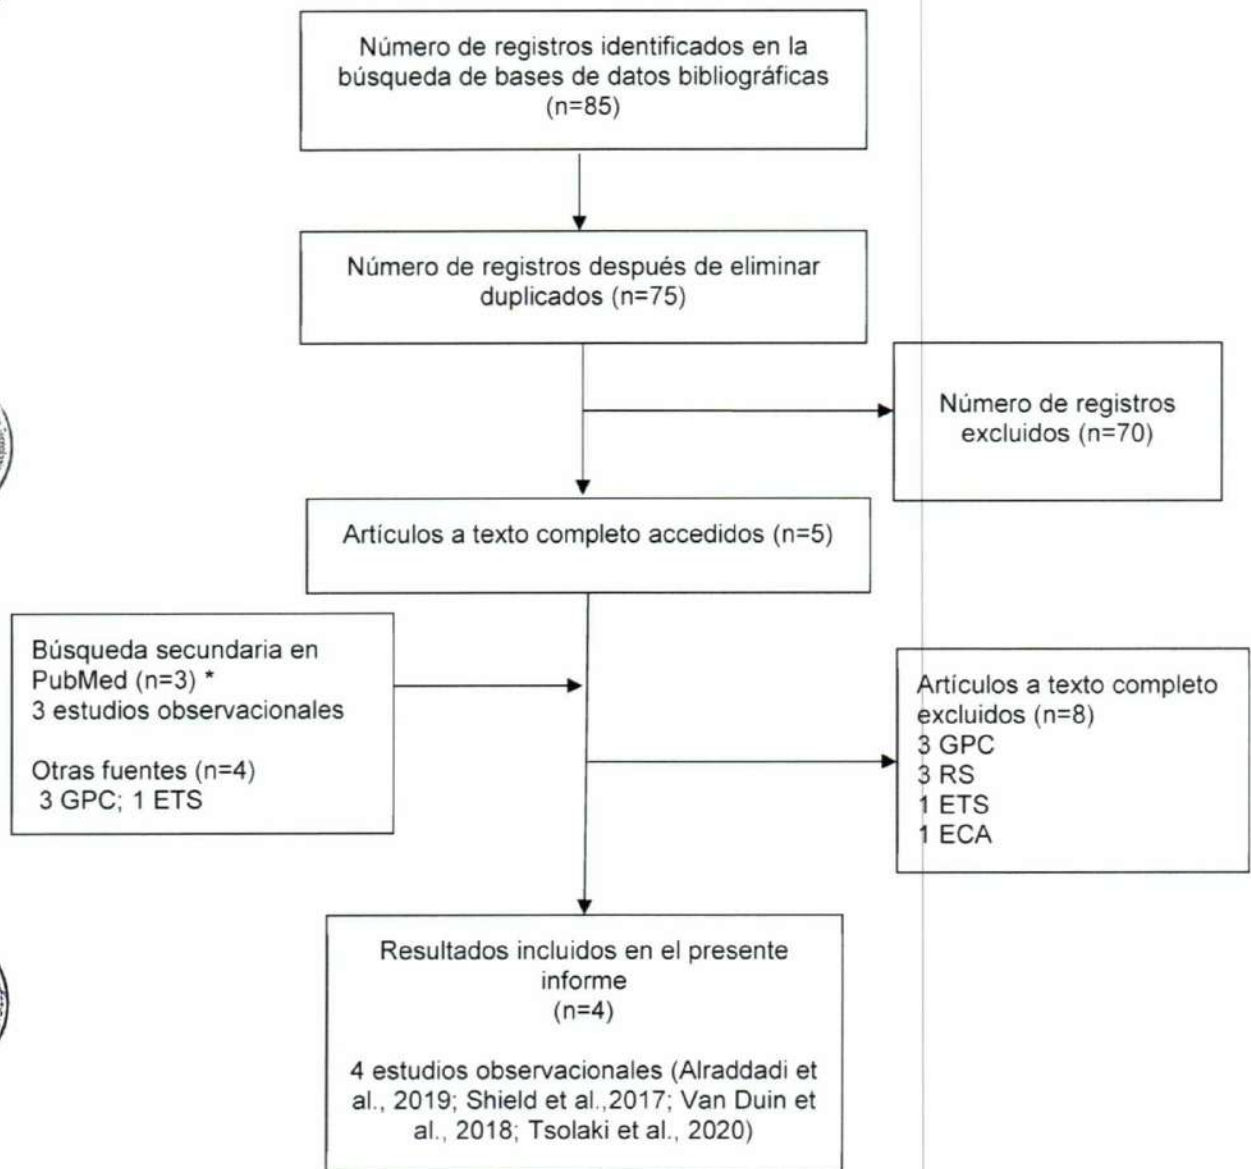 Número de registros identificados en la
búsqueda de bases de datos bibliográficas
(n=85)
Número de registros después de eliminar
duplicados (n=75)
Número de registros
excluidos (n=70)
Artículos a texto completo accedidos (n=5)
Búsqueda secundaria en
PubMed (n=3) *
3 estudios observacionales
Otras fuentes (n=4)
3 GPC; 1 ETS
Artículos a texto completo
excluidos (n=8)
3 GPC
3 RS
1 ETS
1 ECA
Resultados incluidos en el presente
informe
(n=4)
4 estudios observacionales (Alraddadi et
al., 2019; Shield et al.,2017; Van Duin et
al., 2018; Tsolaki et al., 2020)